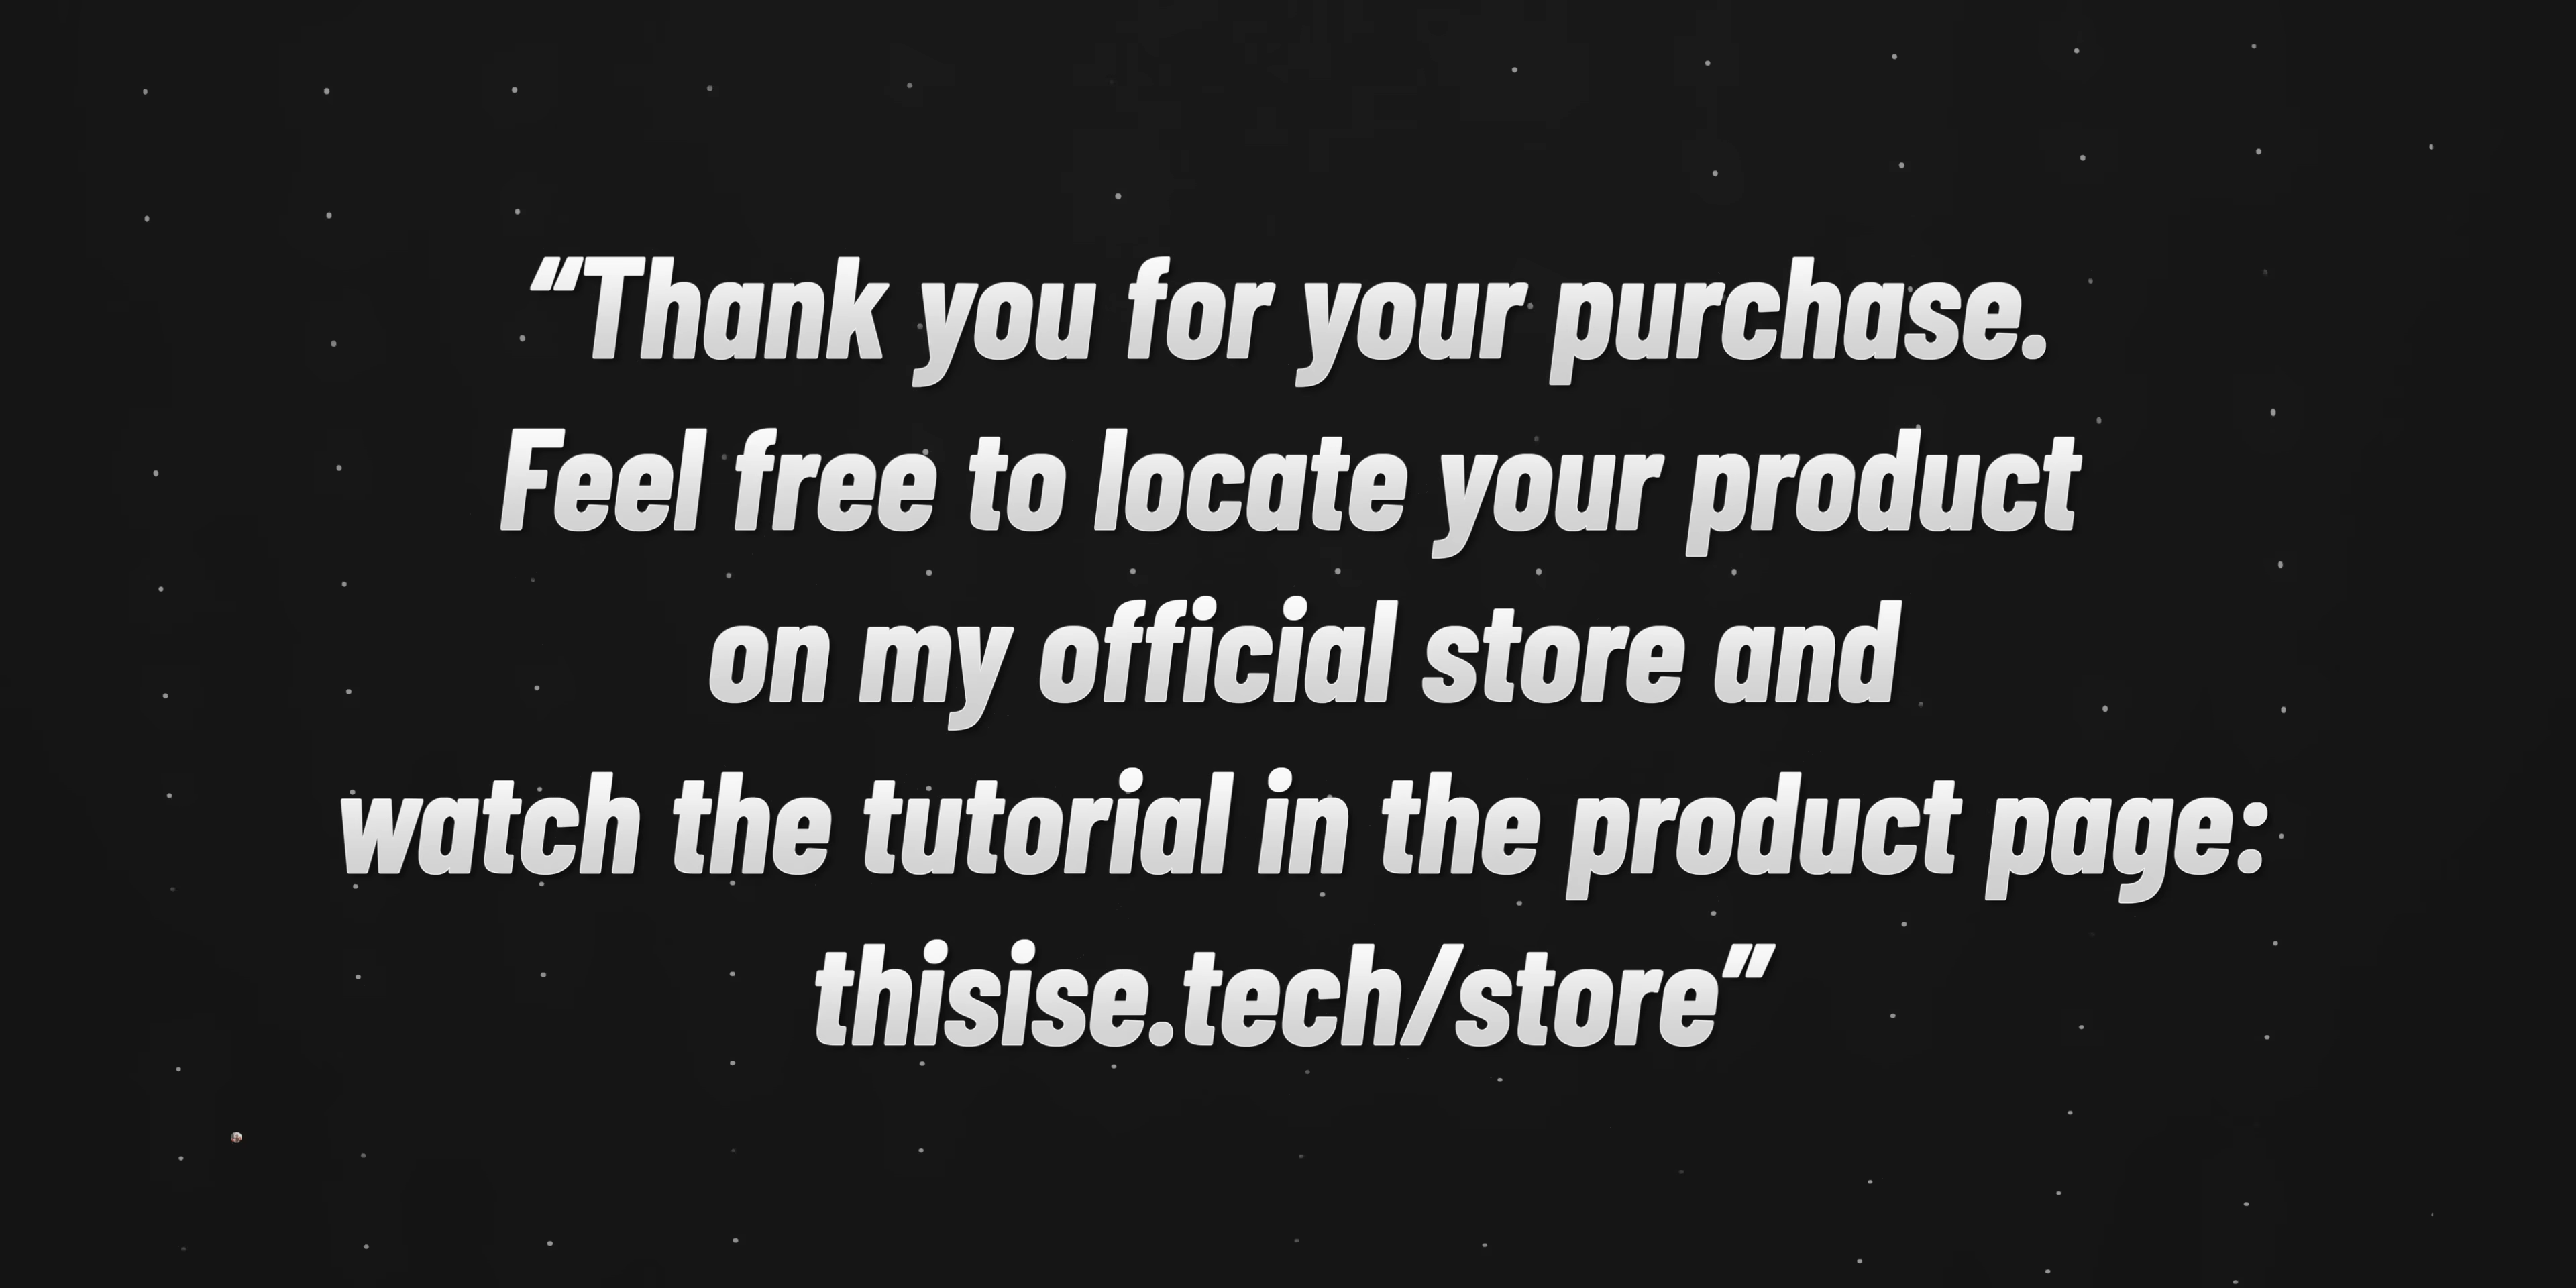 “Thank you for your purchase.
Feel free to locate your product
on my official store and
watch the tutorial in the product page:
thisise.tech/store”